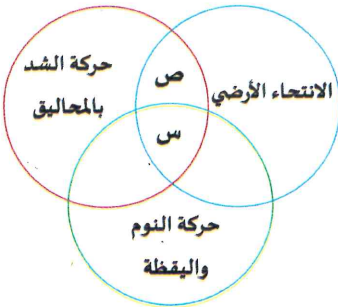 حركة الشد
بالمحاليق
الانتحاء الأرضي
ص
س
حركة النوم
واليقظة